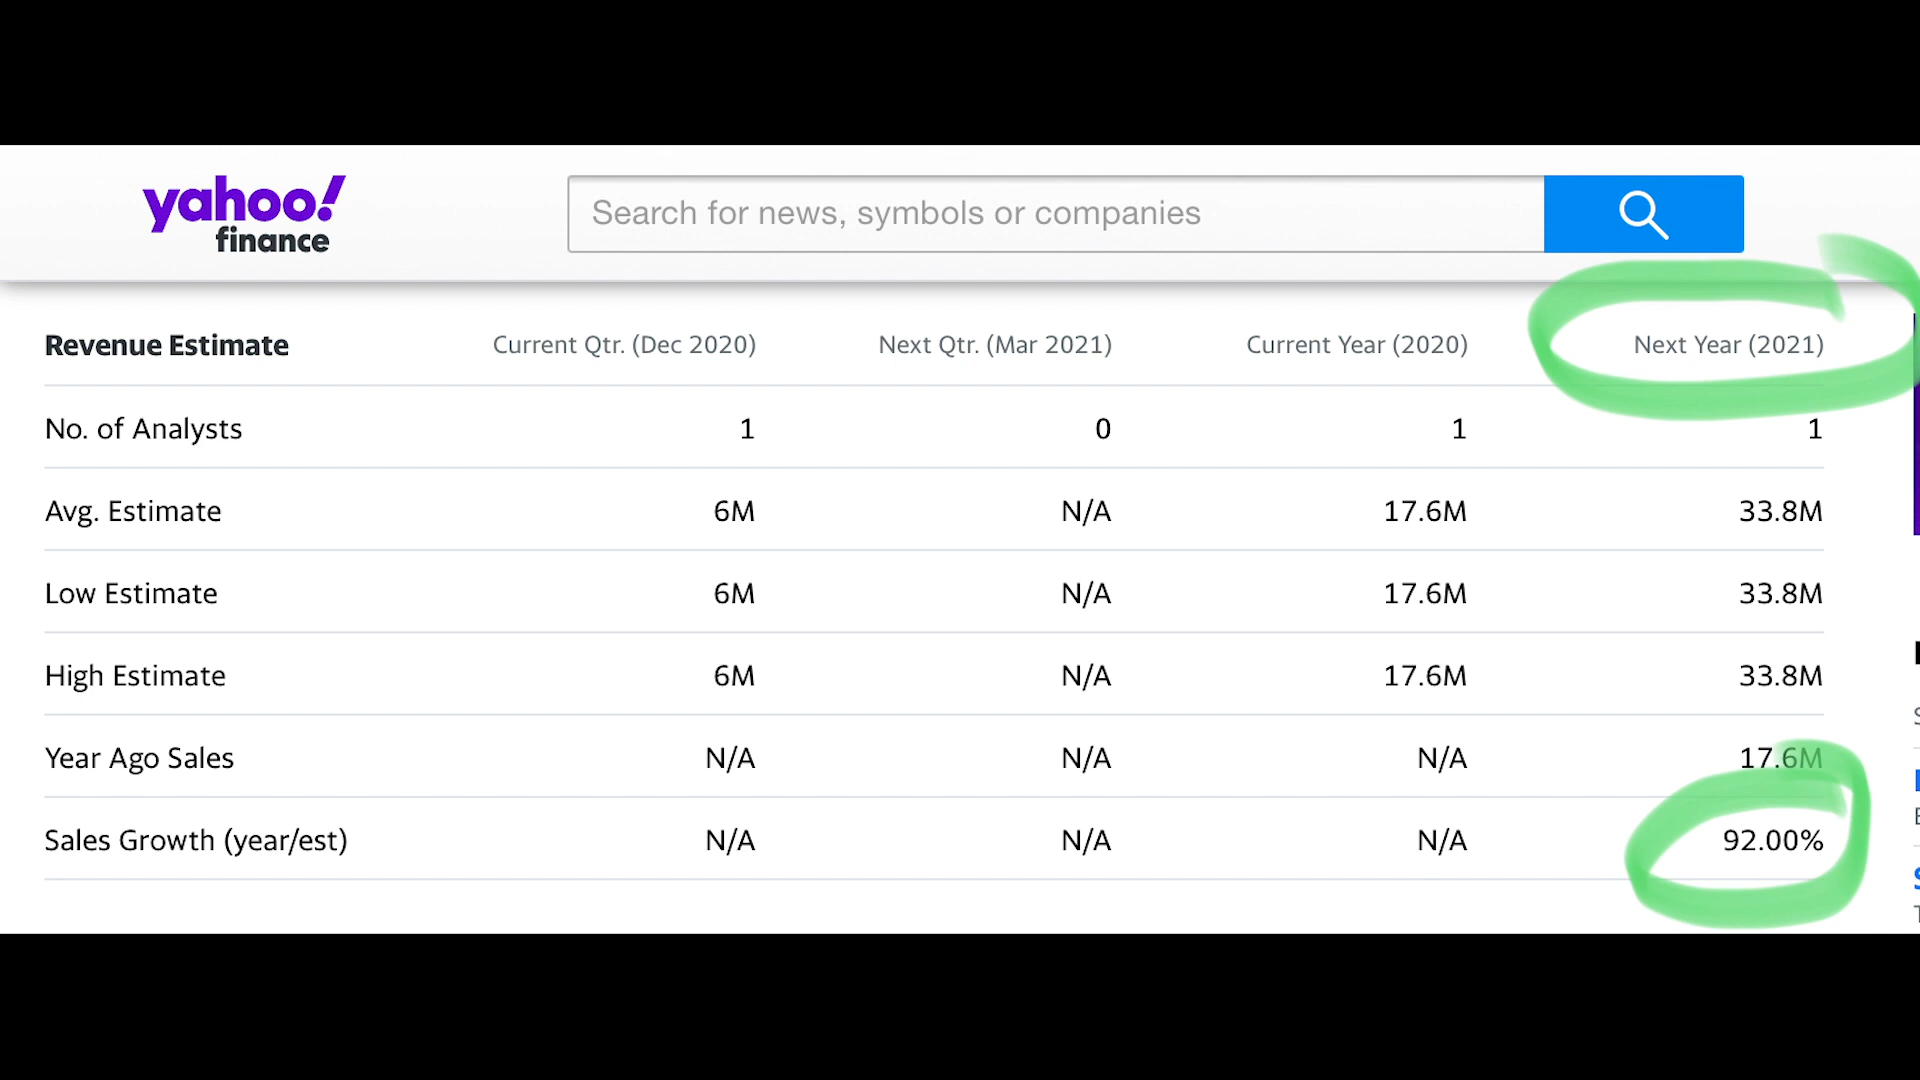 yahoo!
finance
Search for news, symbols or companies
Revenue Estimate Current Qtr. (Dec 2020) Next Qtr. (Mar 2021) Current Year (2020) Next Year (2021)
No. of Analysts 1 0 1 1
Avg. Estimate 6M N/A 17.6M 33.8M
Low Estimate 6M N/A 17.6M 33.8M
High Estimate 6M N/A 17.6M 33.8M
Year Ago Sales N/A N/A N/A 17.6M
Sales Growth (year/est) N/A N/A N/A 92.00%